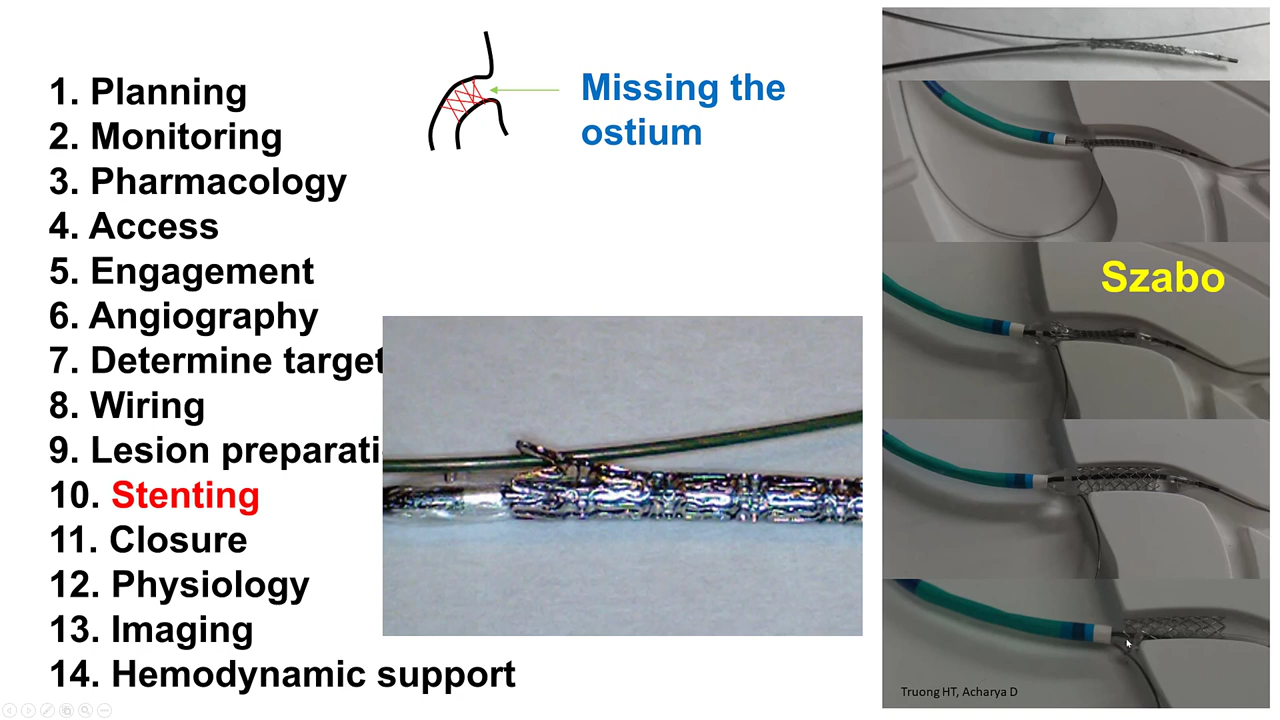 1. Planning
2. Monitoring
3. Pharmacology
4. Access
5. Engagement
6. Angiography
7. Determine target
8. Wiring
9. Lesion preparati
10. Stenting
11. Closure
12. Physiology
13. Imaging
14. Hemodynamic support
Missing the
ostium
Szabo
Truong HT, Acharya D